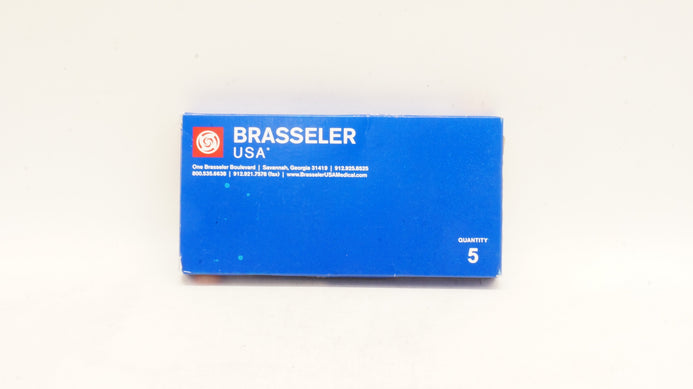 BRASSELER
USA®
One Brasseler Boulevard | Savannah, Georgia 31419 | 912.925.8525
800.535.6638 | 912.921.7578 (fax) | www.BrasselerUSAMedical.com
QUANTITY
5